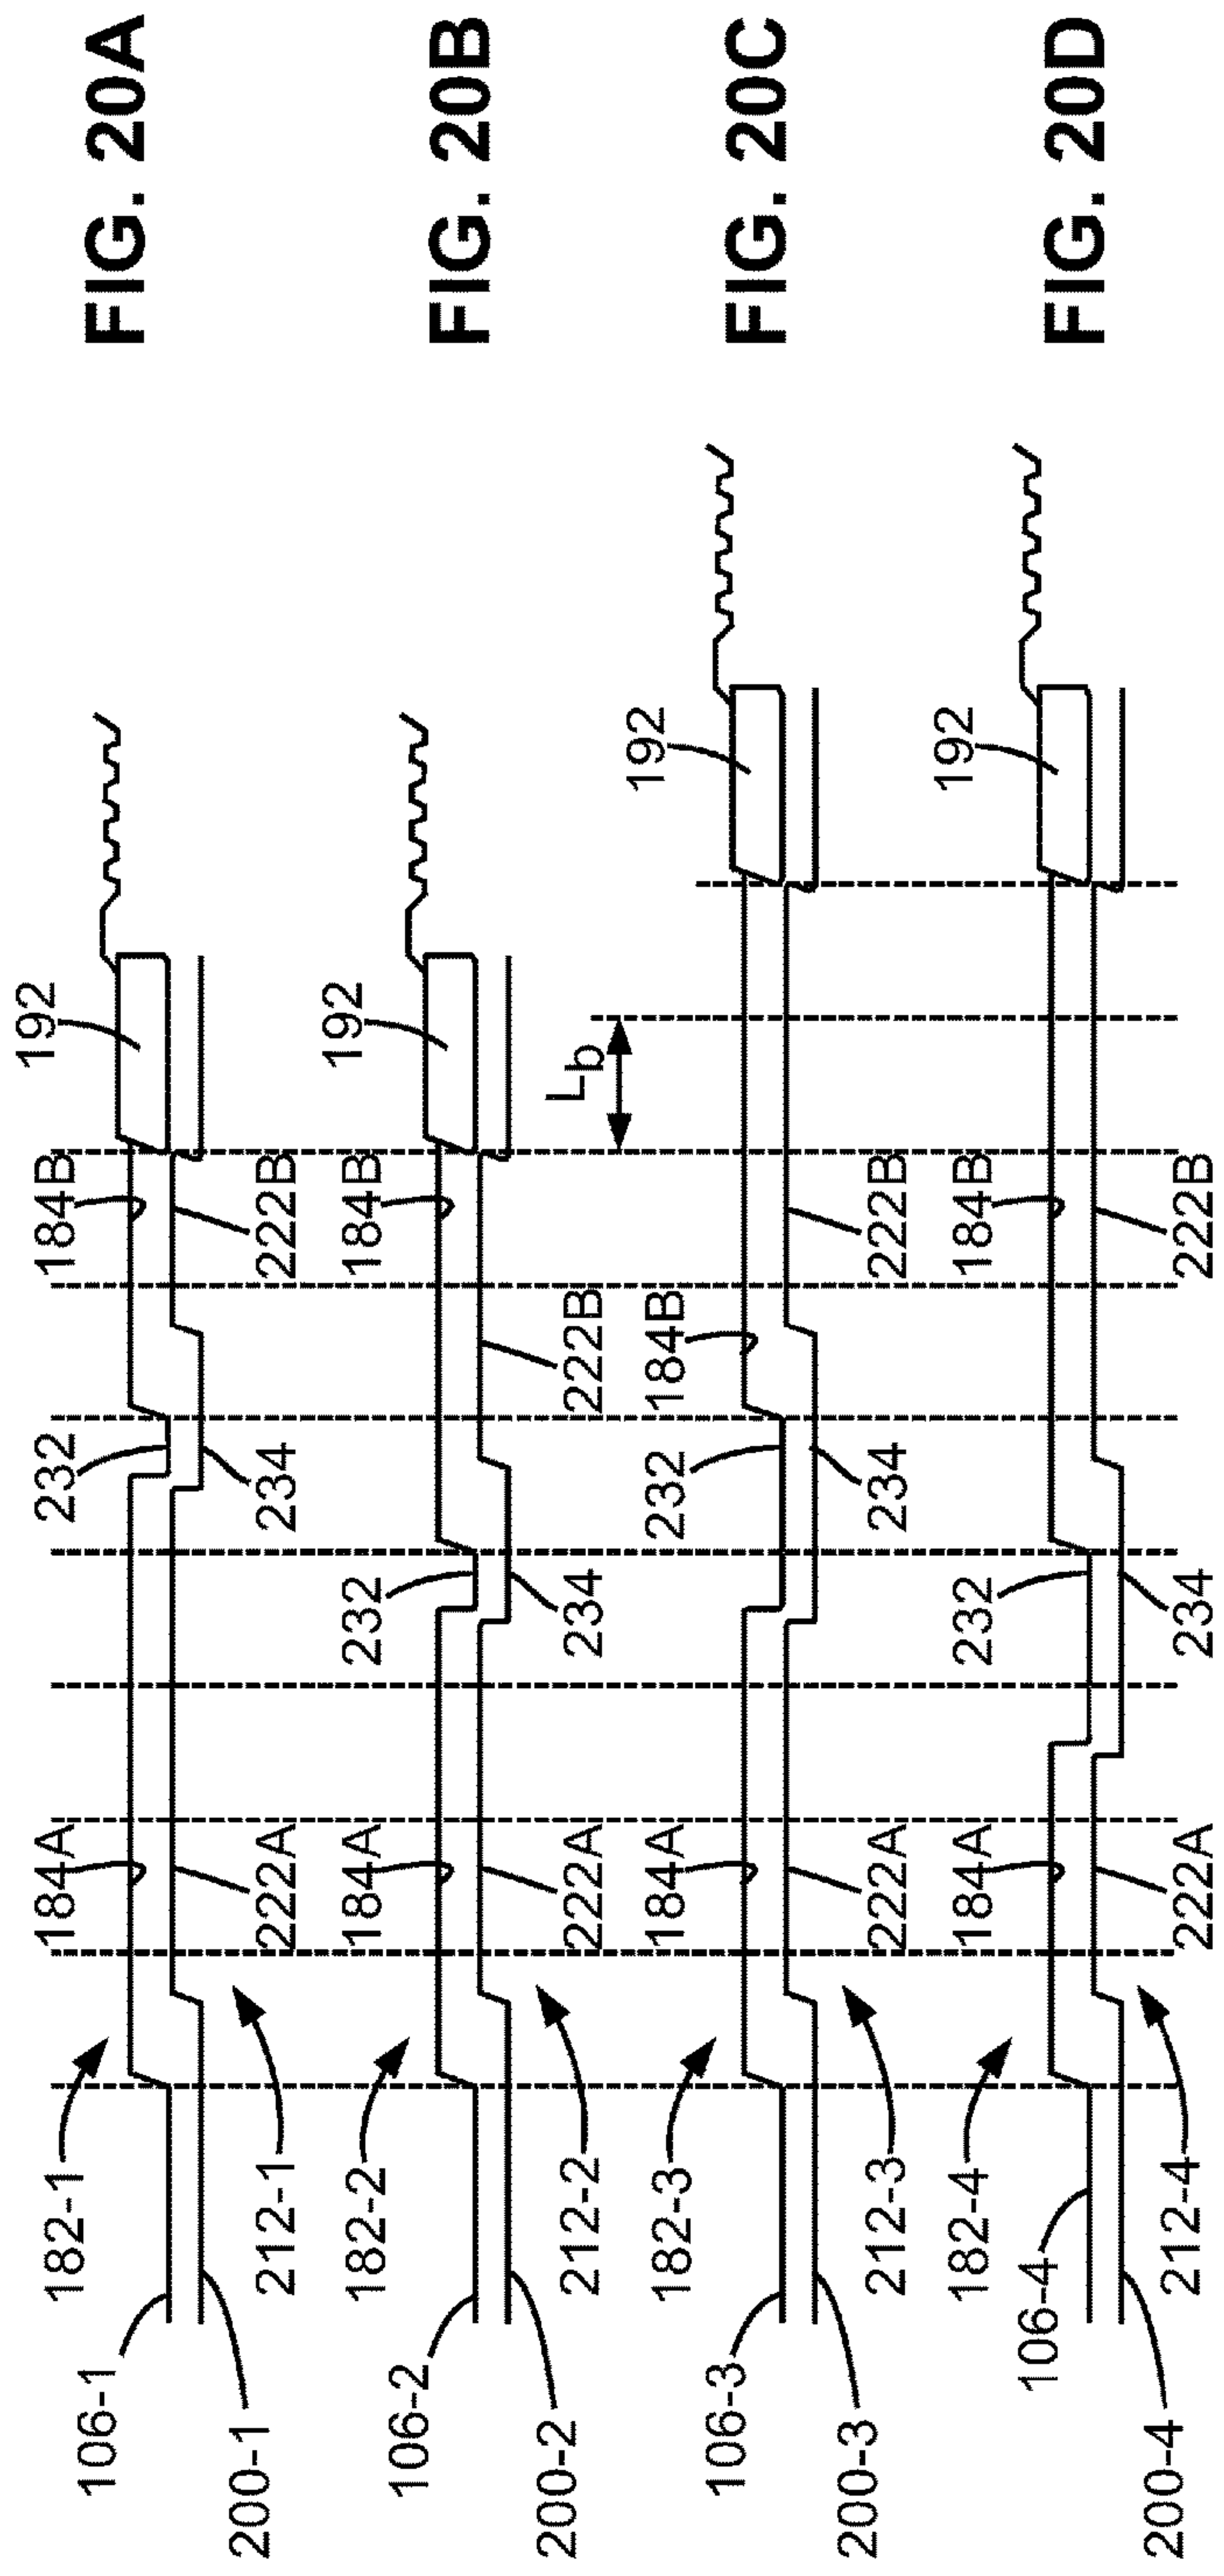 FIG. 20A
192
184B
222B
232
234
184A
222A
182-1
212-1
106-1
200-1
FIG. 20B
192
184B
222B
232
234
184A
222A
182-2
212-2
106-2
200-2
FIG. 20C
192
Lb
184B
222B
232
234
184A
222A
182-3
212-3
106-3
200-3
FIG. 20D
192
184B
222B
232
234
184A
222A
182-4
212-4
106-4
200-4